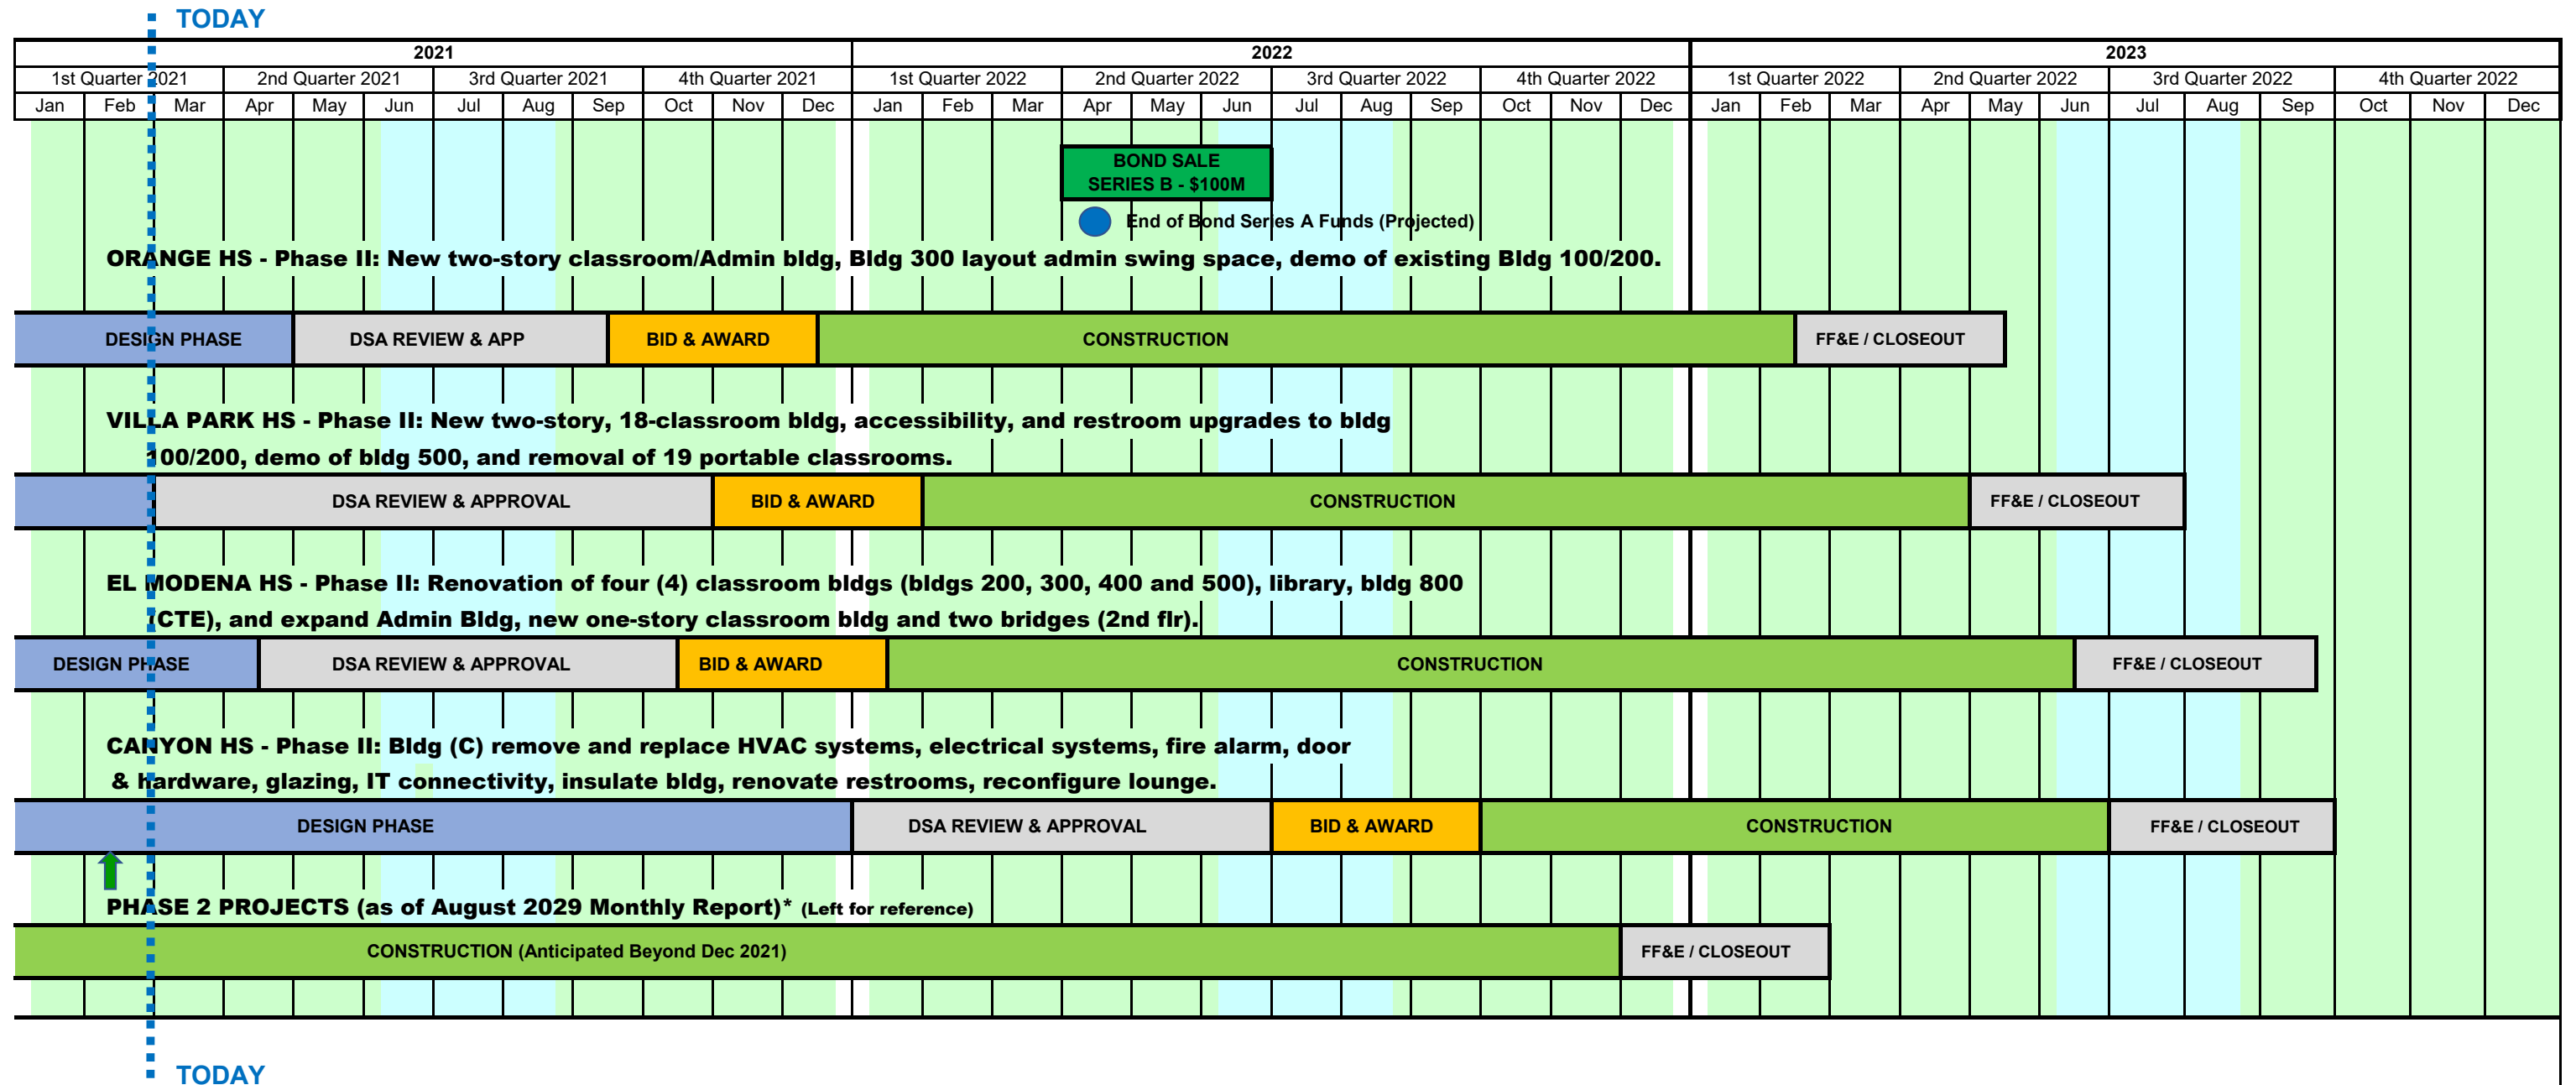 TODAY
2021 2022 2023
1st Quarter 2021 2nd Quarter 2021 3rd Quarter 2021 4th Quarter 2021 1st Quarter 2022 2nd Quarter 2022 3rd Quarter 2022 4th Quarter 2022 1st Quarter 2022 2nd Quarter 2022 3rd Quarter 2022 4th Quarter 2022
Jan Feb Mar Apr May Jun Jul Aug Sep Oct Nov Dec Jan Feb Mar Apr May Jun Jul Aug Sep Oct Nov Dec Jan Feb Mar Apr May Jun Jul Aug Sep Oct Nov Dec
BOND SALE
SERIES B - $100M
End of Bond Series A Funds (Projected)
ORANGE HS - Phase II: New two-story classroom/Admin bldg, Bldg 300 layout admin swing space, demo of existing Bldg 100/200.
DESIGN PHASE DSA REVIEW & APP BID & AWARD CONSTRUCTION FF&E / CLOSEOUT
VILLA PARK HS - Phase II: New two-story, 18-classroom bldg, accessibility, and restroom upgrades to bldg
100/200, demo of bldg 500, and removal of 19 portable classrooms.
DSA REVIEW & APPROVAL BID & AWARD CONSTRUCTION FF&E / CLOSEOUT
EL MODENA HS - Phase II: Renovation of four (4) classroom bldgs (bldgs 200, 300, 400 and 500), library, bldg 800
(CTE), and expand Admin Bldg, new one-story classroom bldg and two bridges (2nd flr).
DESIGN PHASE DSA REVIEW & APPROVAL BID & AWARD CONSTRUCTION FF&E / CLOSEOUT
CANYON HS - Phase II: Bldg (C) remove and replace HVAC systems, electrical systems, fire alarm, door
& hardware, glazing, IT connectivity, insulate bldg, renovate restrooms, reconfigure lounge.
DESIGN PHASE DSA REVIEW & APPROVAL BID & AWARD CONSTRUCTION FF&E / CLOSEOUT
PHASE 2 PROJECTS (as of August 2029 Monthly Report)* (Left for reference)
CONSTRUCTION (Anticipated Beyond Dec 2021) FF&E / CLOSEOUT
TODAY